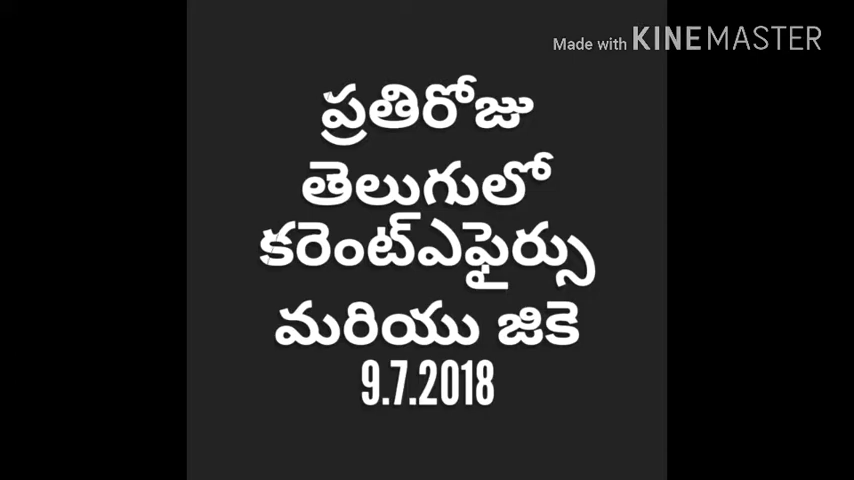 Made with KINEMASTER
ప్రతిరోజు
తెలుగులో
కరెంట్ఎఫైర్సు
మరియు జికె
9.7.2018